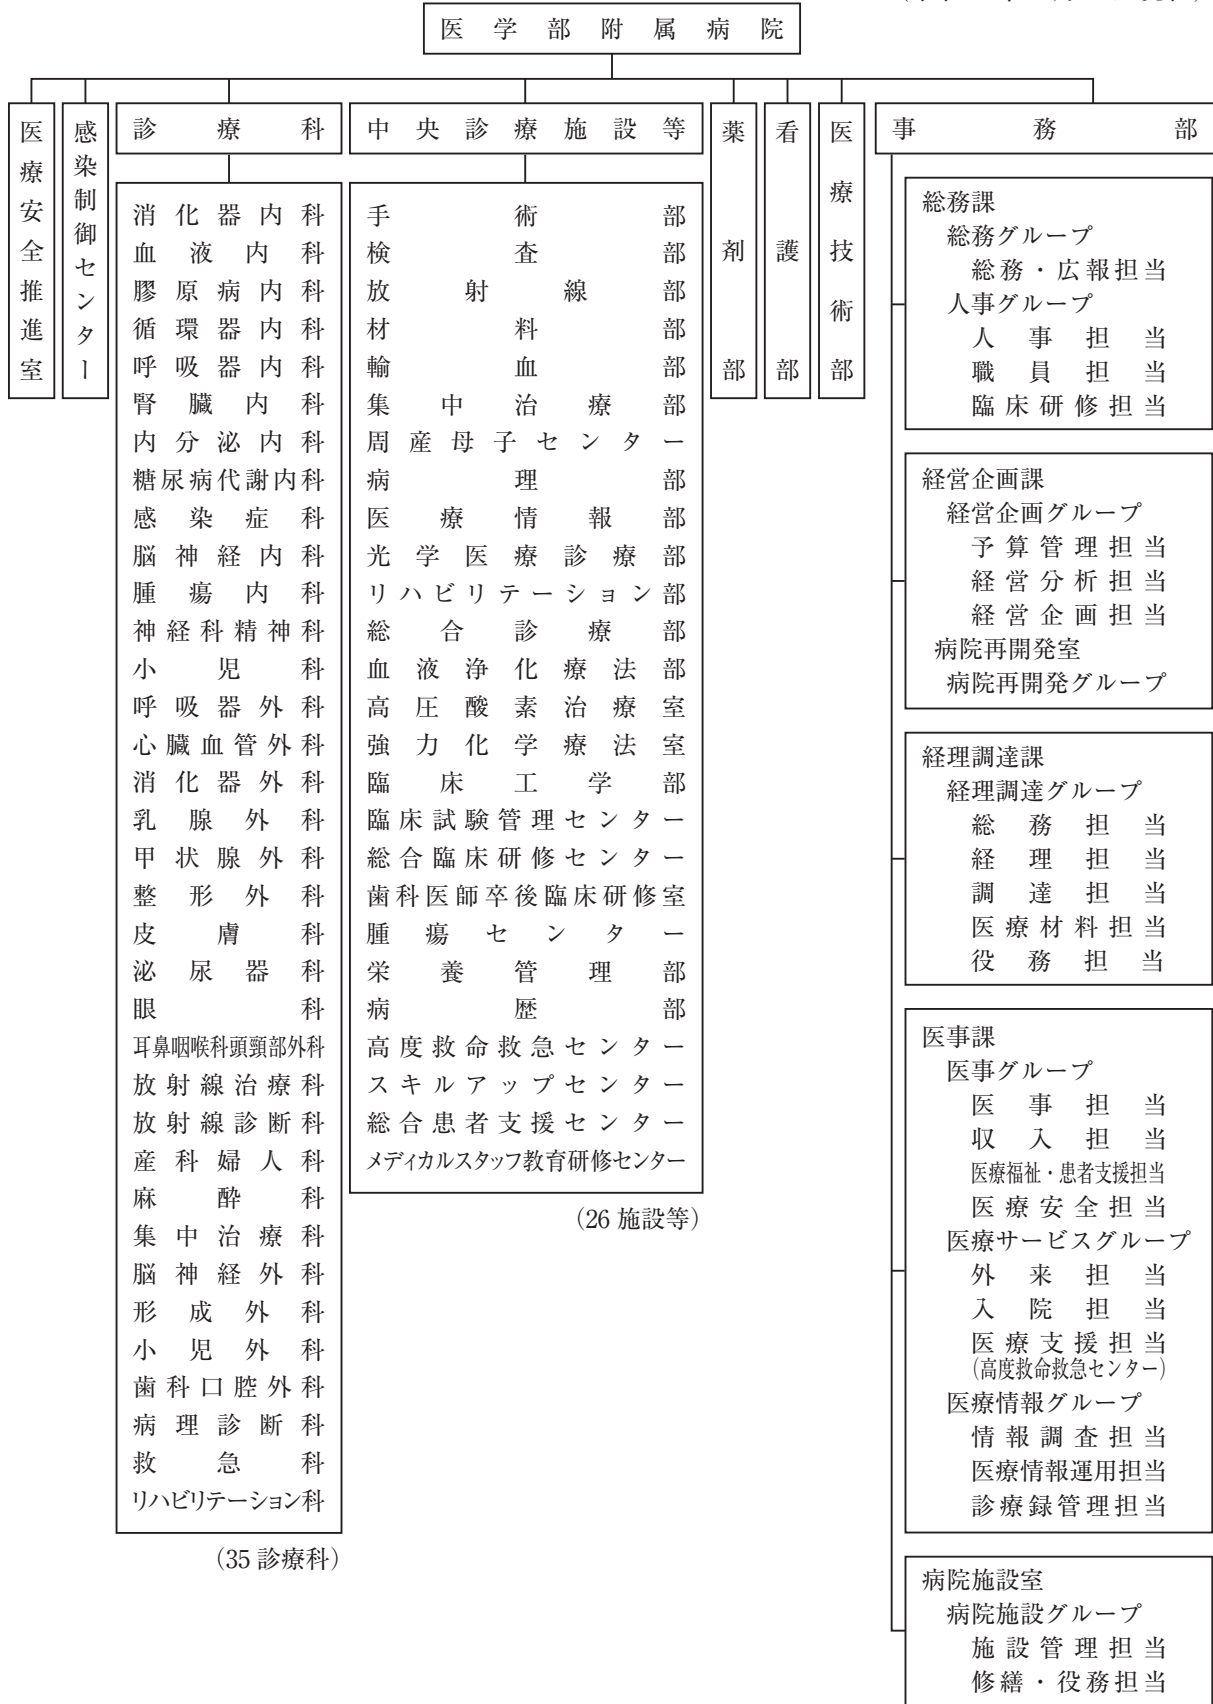 医学部附属病院
医療安全推進室
感染制御センター
診療科
消化器内科
血液内科
膠原病内科
循環器内科
呼吸器内科
腎臓内科
内分泌内科
糖尿病代謝内科
感染症科
脳神経内科
腫瘍内科
神経科精神科
小児科
呼吸器外科
心臓血管外科
消化器外科
乳腺外科
甲状腺外科
整形外科
皮膚科
泌尿器科
眼科
耳鼻咽喉科頭頸部外科
放射線治療科
放射線診断科
産科婦人科
麻酔科
集中治療科
脳神経外科
形成外科
小児外科
歯科口腔外科
病理診断科
救急科
リハビリテーション科
(35 診療科)
中央診療施設等
手術部
検査部
放射線部
材料部
輸血部
集中治療部
周産母子センター
病理部
医療情報部
光学医療診療部
リハビリテーション部
総合診療部
血液浄化療法部
高圧酸素治療室
強力化学療法室
臨床工学部
臨床試験管理センター
総合臨床研修センター
歯科医師卒後臨床研修室
腫瘍センター
栄養管理部
病歴部
高度救命救急センター
スキルアップセンター
総合患者支援センター
メディカルスタッフ教育研修センター
(26 施設等)
薬剤部
看護部
医療技術部
事務部
総務課
総務グループ
総務・広報担当
人事グループ
人事担当
職員担当
臨床研修担当
経営企画課
経営企画グループ
予算管理担当
経営分析担当
経営企画担当
病院再開発室
病院再開発グループ
経理調達課
経理調達グループ
総務担当
経理担当
調達担当
医療材料担当
役務担当
医事課
医事グループ
医事担当
収入担当
医療福祉・患者支援担当
医療安全担当
医療サービスグループ
外来担当
入院担当
医療支援担当
(高度救命救急センター)
医療情報グループ
情報調査担当
医療情報運用担当
診療録管理担当
病院施設室
病院施設グループ
施設管理担当
修繕・役務担当